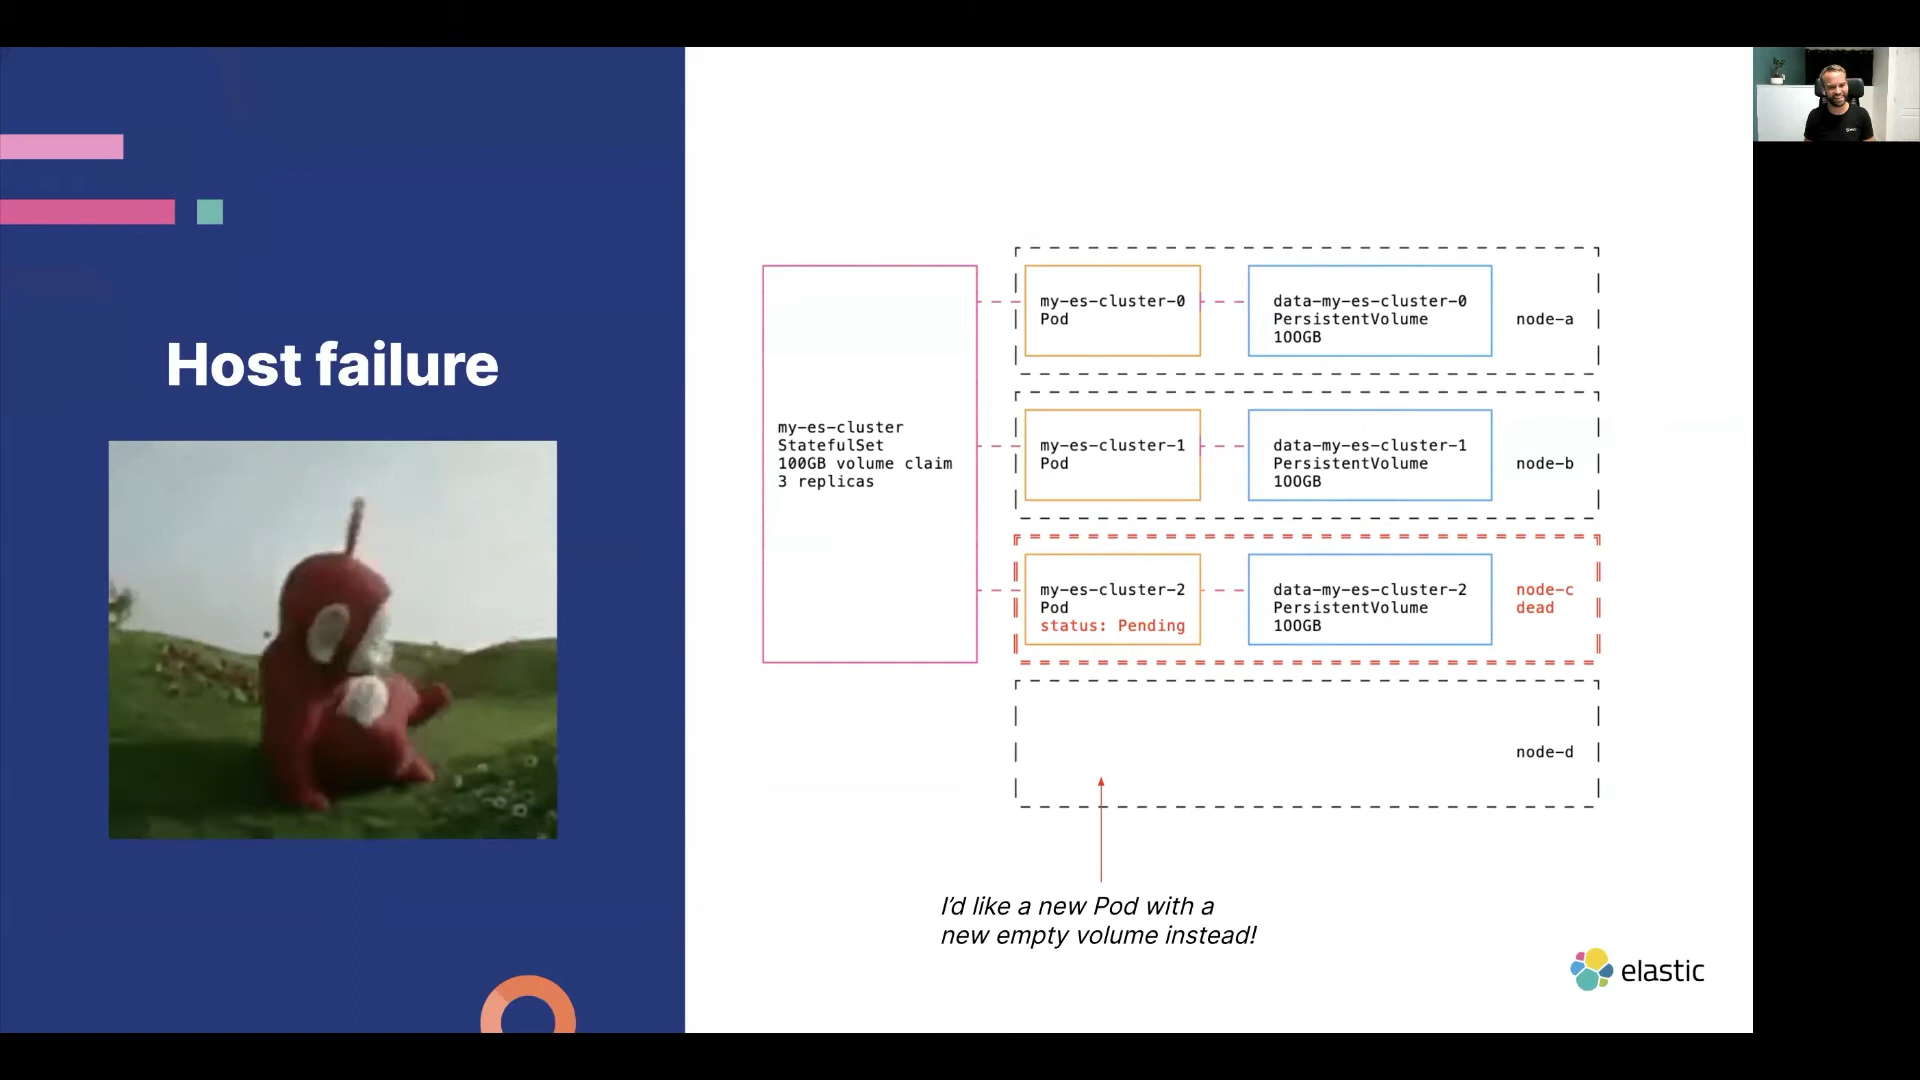 Host failure
my-es-cluster
StatefulSet
100GB volume claim
3 replicas
my-es-cluster-0
Pod
data-my-es-cluster-0
PersistentVolume
100GB
node-a
my-es-cluster-1
Pod
data-my-es-cluster-1
PersistentVolume
100GB
node-b
my-es-cluster-2
Pod
status: Pending
data-my-es-cluster-2
PersistentVolume
100GB
node-c
dead
node-d
I'd like a new Pod with a
new empty volume instead!
elastic